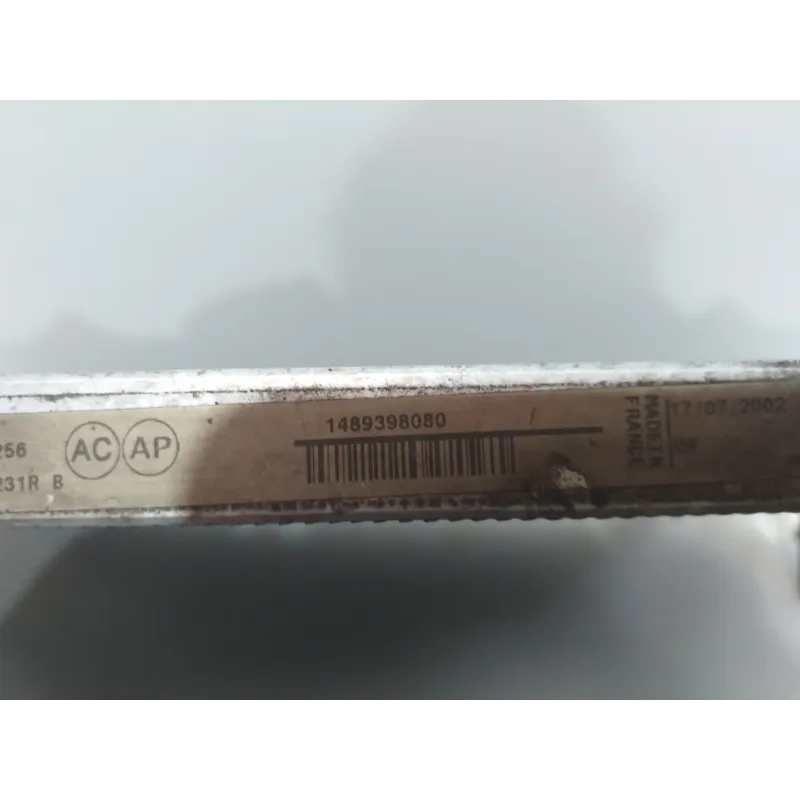 256
231R B
AC AP
1489398080 /
MADE IN
FRANCE
17/07/2002